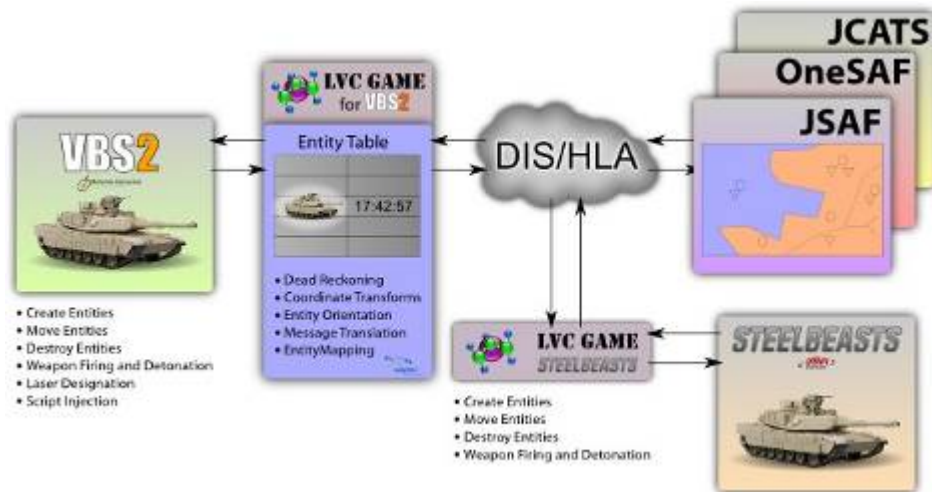 VBS2
• Create Entities
• Move Entities
• Destroy Entities
• Weapon Firing and Detonation
• Laser Designation
• Script Injection
LVC GAME
for VBS2
Entity Table
17:42:57
• Dead Reckoning
• Coordinate Transforms
• Entity Orientation
• Message Translation
• EntityMapping
DIS/HLA
JCATS
OneSAF
JSAF
LVC GAME
STEELBEASTS
• Create Entities
• Move Entities
• Destroy Entities
• Weapon Firing and Detonation
STEELBEASTS